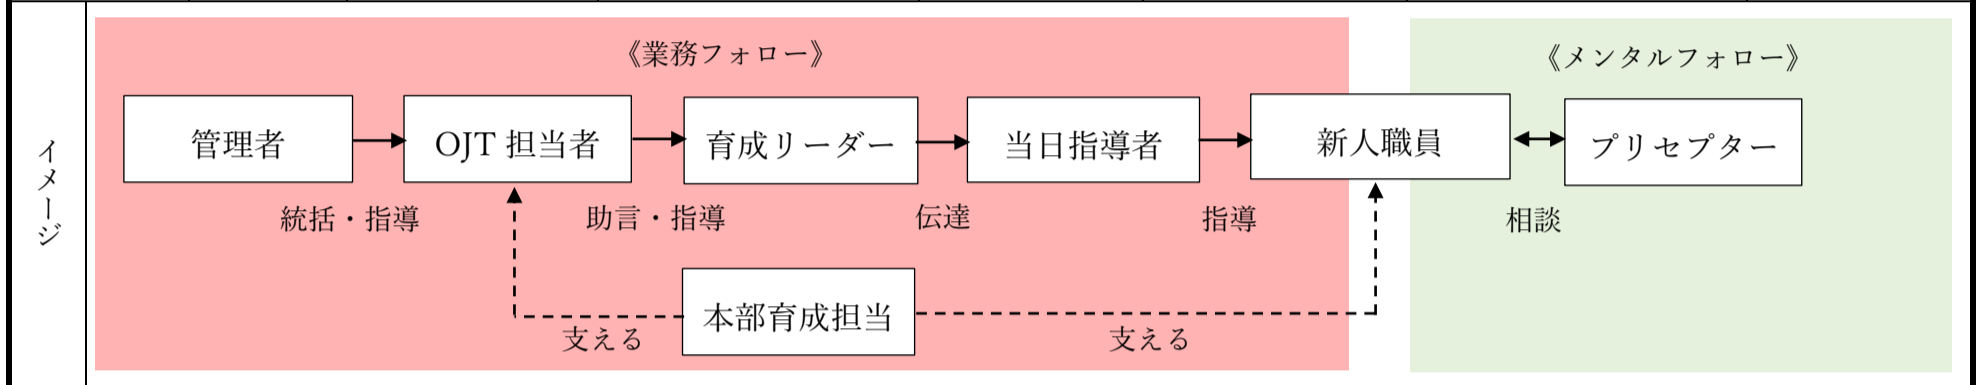 イメージ
《業務フォロー》
《メンタルフォロー》
管理者
OJT 担当者
育成リーダー
当日指導者
新人職員
プリセプター
統括・指導
助言・指導
伝達
指導
相談
本部育成担当
支える
支える